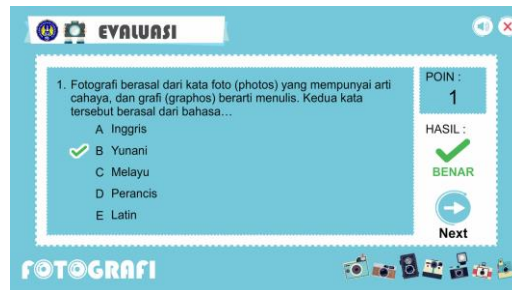 EVALUASI
1. Fotografi berasal dari kata foto (photos) yang mempunyai arti
cahaya, dan grafi (graphos) berarti menulis. Kedua kata
tersebut berasal dari bahasa...
A Inggris
B Yunani
C Melayu
D Perancis
E Latin
POIN :
1
HASIL :
BENAR
Next
FOTOGRAFI